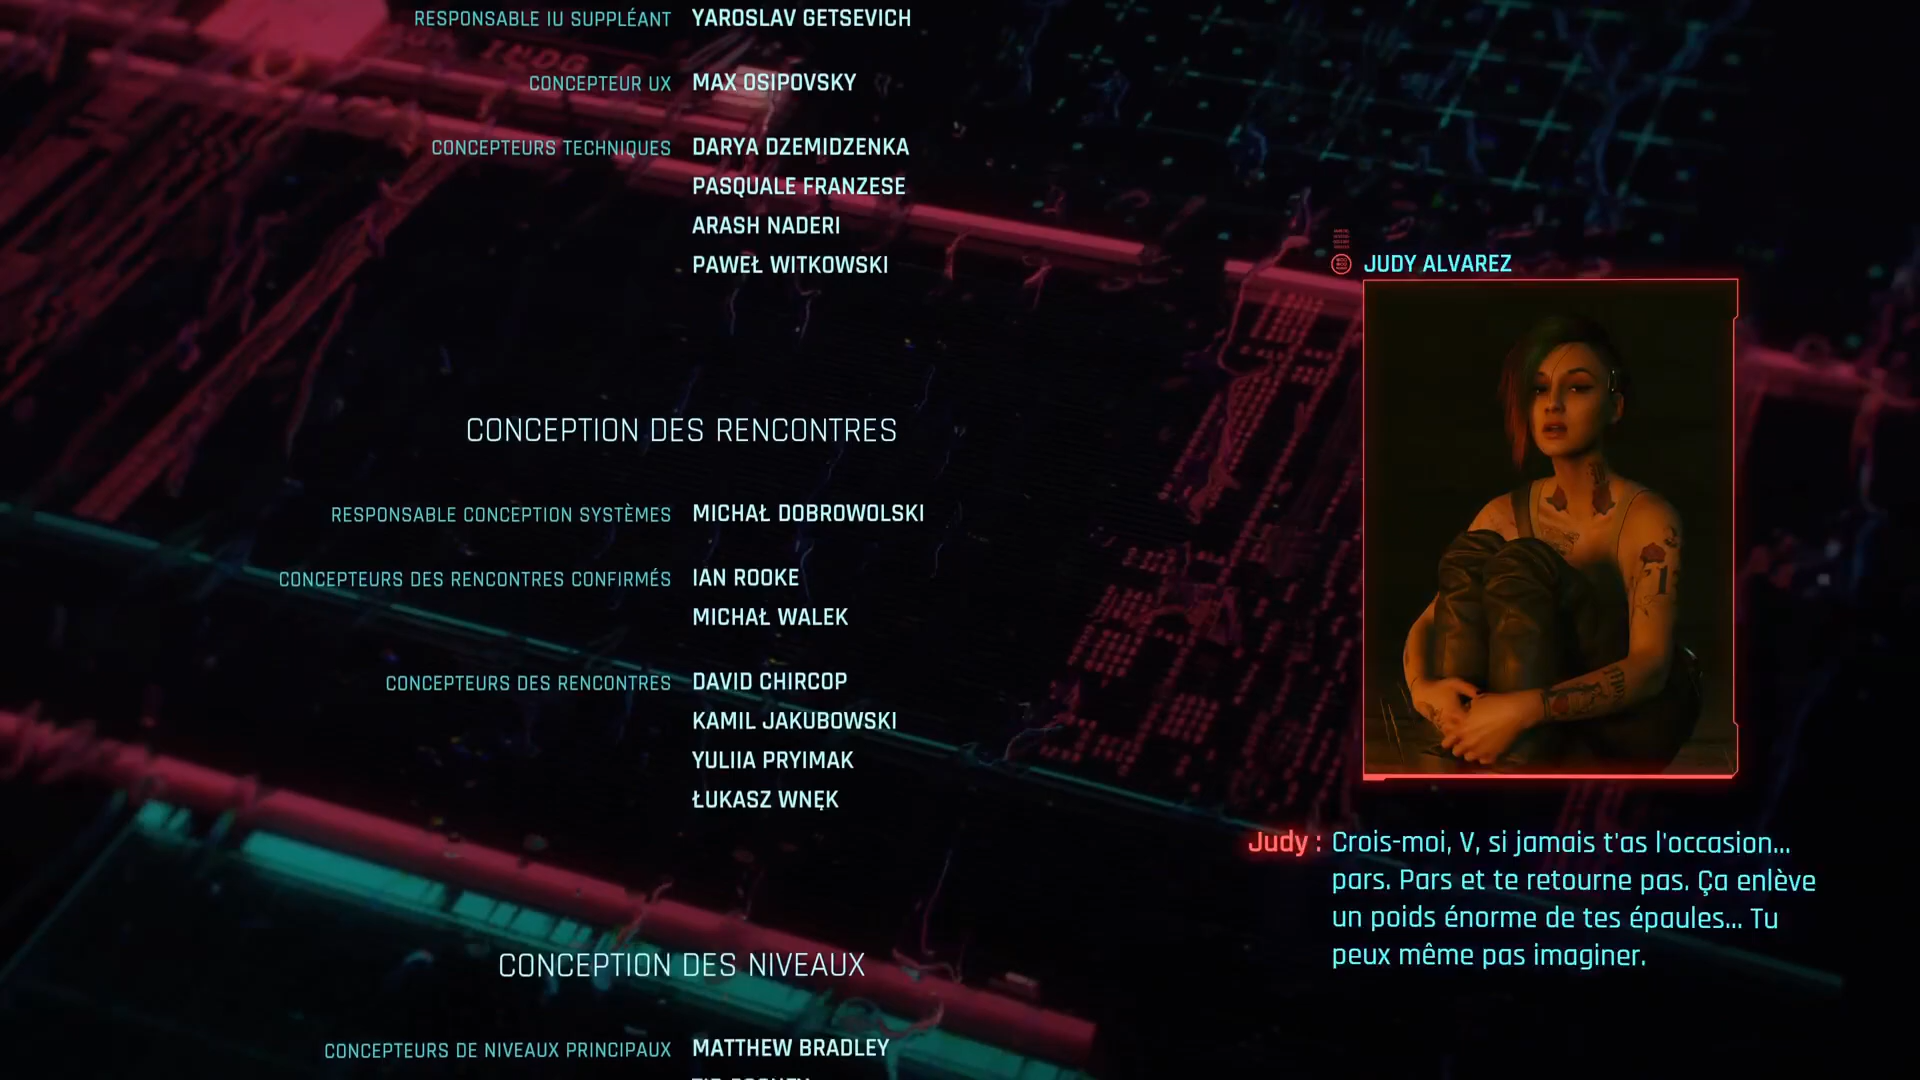 RESPONSABLE IU SUPPLÉANT YAROSLAV GETSEVICH
CONCEPTEUR UX MAX OSIPOVSKY
CONCEPTEURS TECHNIQUES DARYA DZEMIDZENKA
PASQUALE FRANZESE
ARASH NADERI
PAWEŁ WITKOWSKI
CONCEPTION DES RENCONTRES
RESPONSABLE CONCEPTION SYSTÈMES MICHAŁ DOBROWOLSKI
CONCEPTEURS DES RENCONTRES CONFIRMÉS IAN ROOKE
MICHAŁ WALEK
CONCEPTEURS DES RENCONTRES DAVID CHIRCOP
KAMIL JAKUBOWSKI
YULIIA PRYIMAK
ŁUKASZ WNĘK
CONCEPTION DES NIVEAUX
CONCEPTEURS DE NIVEAUX PRINCIPAUX MATTHEW BRADLEY
JUDY ALVAREZ
Judy : Crois-moi, V, si jamais t'as l'occasion...
pars. Pars et te retourne pas. Ça enlève
un poids énorme de tes épaules... Tu
peux même pas imaginer.